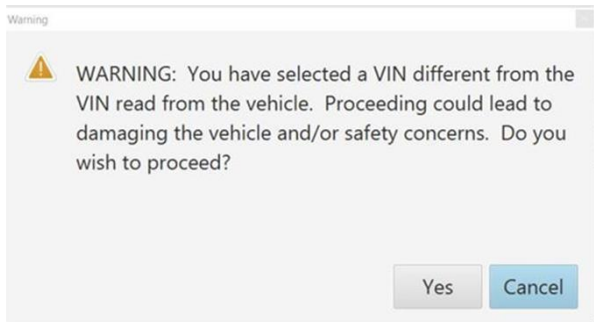 Warning
WARNING: You have selected a VIN different from the
VIN read from the vehicle. Proceeding could lead to
damaging the vehicle and/or safety concerns. Do you
wish to proceed?
Yes
Cancel